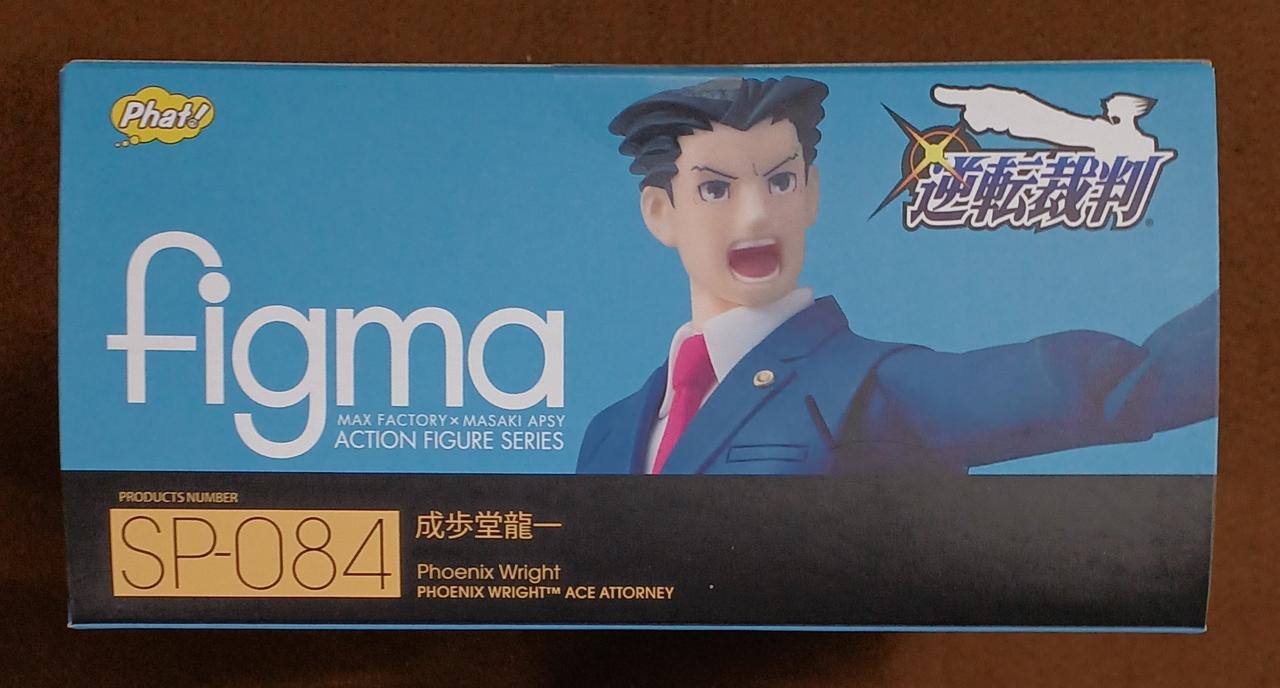 Phat!
逆転裁判
figma
MAX FACTORY × MASAKI APSY
ACTION FIGURE SERIES
PRODUCTS NUMBER
SP-084
成歩堂龍一
Phoenix Wright
PHOENIX WRIGHT™ ACE ATTORNEY